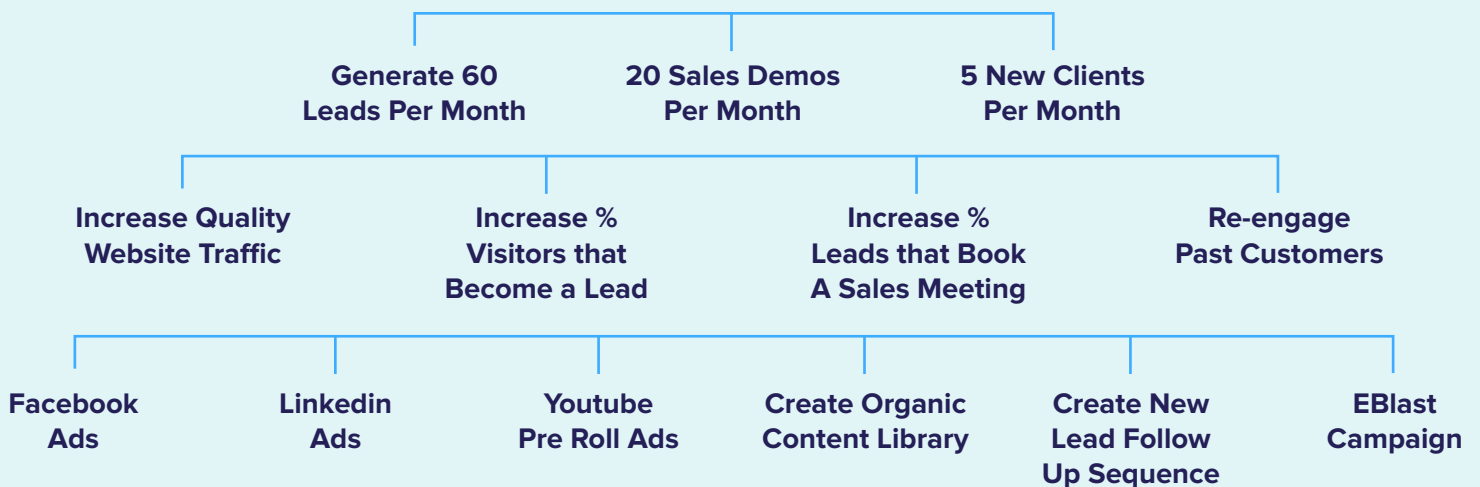 Generate 60
Leads Per Month
20 Sales Demos
Per Month
5 New Clients
Per Month
Increase Quality
Website Traffic
Increase %
Visitors that
Become a Lead
Increase %
Leads that Book
A Sales Meeting
Re-engage
Past Customers
Facebook
Ads
Linkedin
Ads
Youtube
Pre Roll Ads
Create Organic
Content Library
Create New
Lead Follow
Up Sequence
EBlast
Campaign